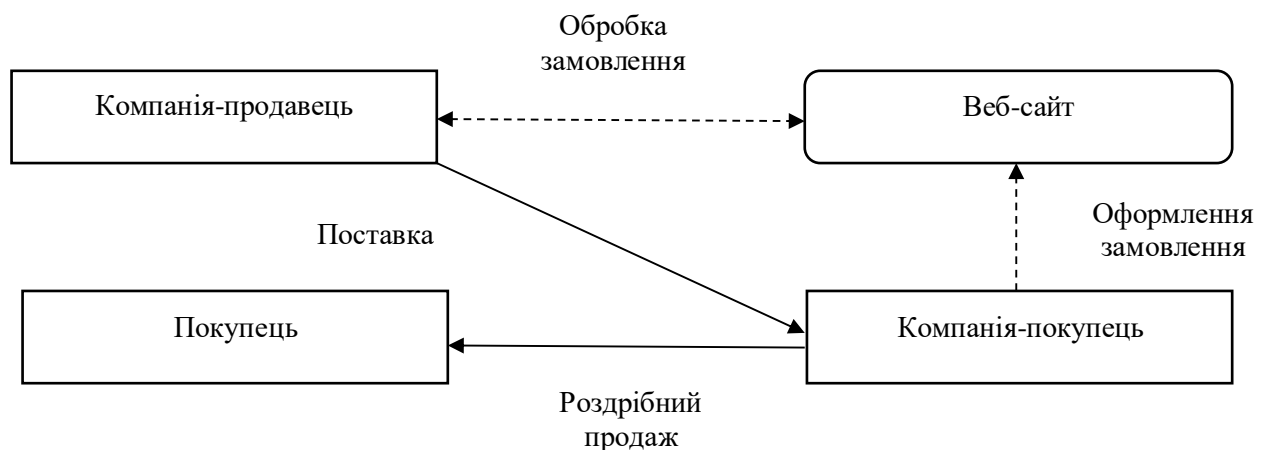 Обробка
замовлення
Компанія-продавець
Веб-сайт
Поставка
Оформлення
замовлення
Покупець
Компанія-покупець
Роздрібний
продаж